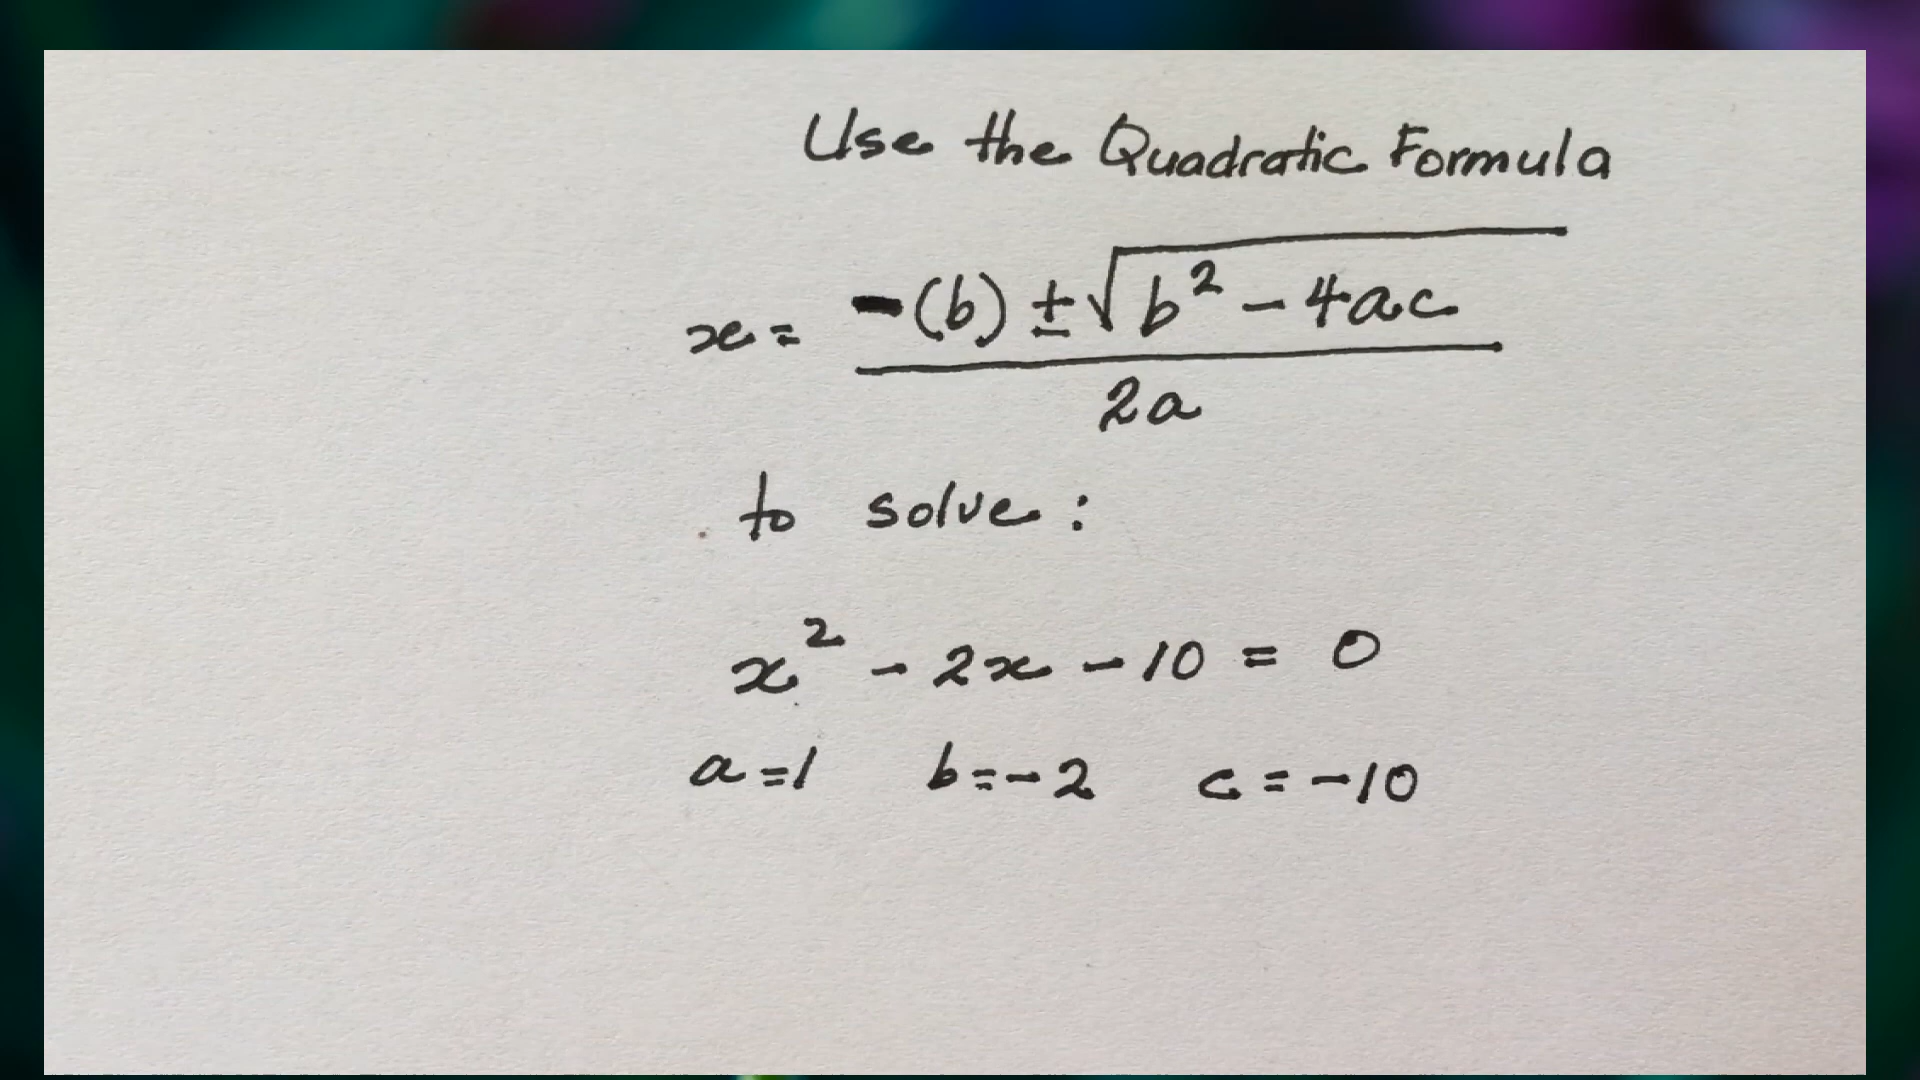 Use the Quadratic Formula
x = -(b) ± √(b² - 4ac) / 2a
to solve:
x² - 2x - 10 = 0
a=1 b=-2 c=-10